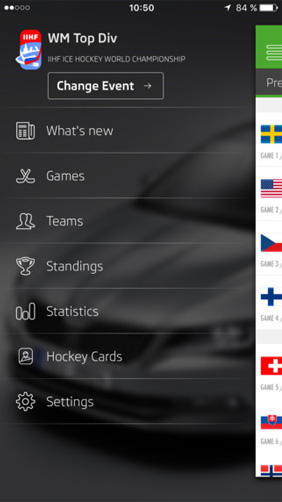 10:50
84 %
IIHF
WM Top Div
IIHF ICE HOCKEY WORLD CHAMPIONSHIP
Change Event →
What's new
Games
Teams
Standings
Statistics
Hockey Cards
Settings
Pre
GAME 1 /
GAME 2 /
GAME 3 /
GAME 4 /
GAME 5 /
GAME 6 /